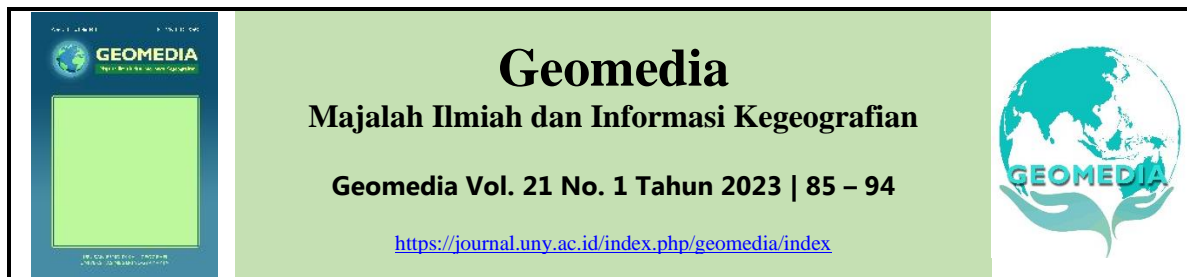 GEOMEDIA
Geomedia
Majalah Ilmiah dan Informasi Kegeografian
Geomedia Vol. 21 No. 1 Tahun 2023 | 85 – 94
https://journal.uny.ac.id/index.php/geomedia/index
GEOMEDIA